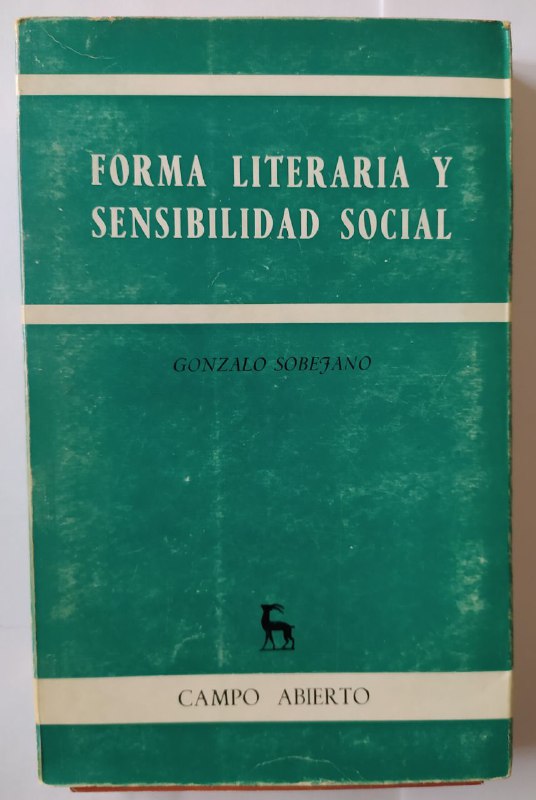 FORMA LITERARIA Y
SENSIBILIDAD SOCIAL
GONZALO SOBEJANO
CAMPO ABIERTO